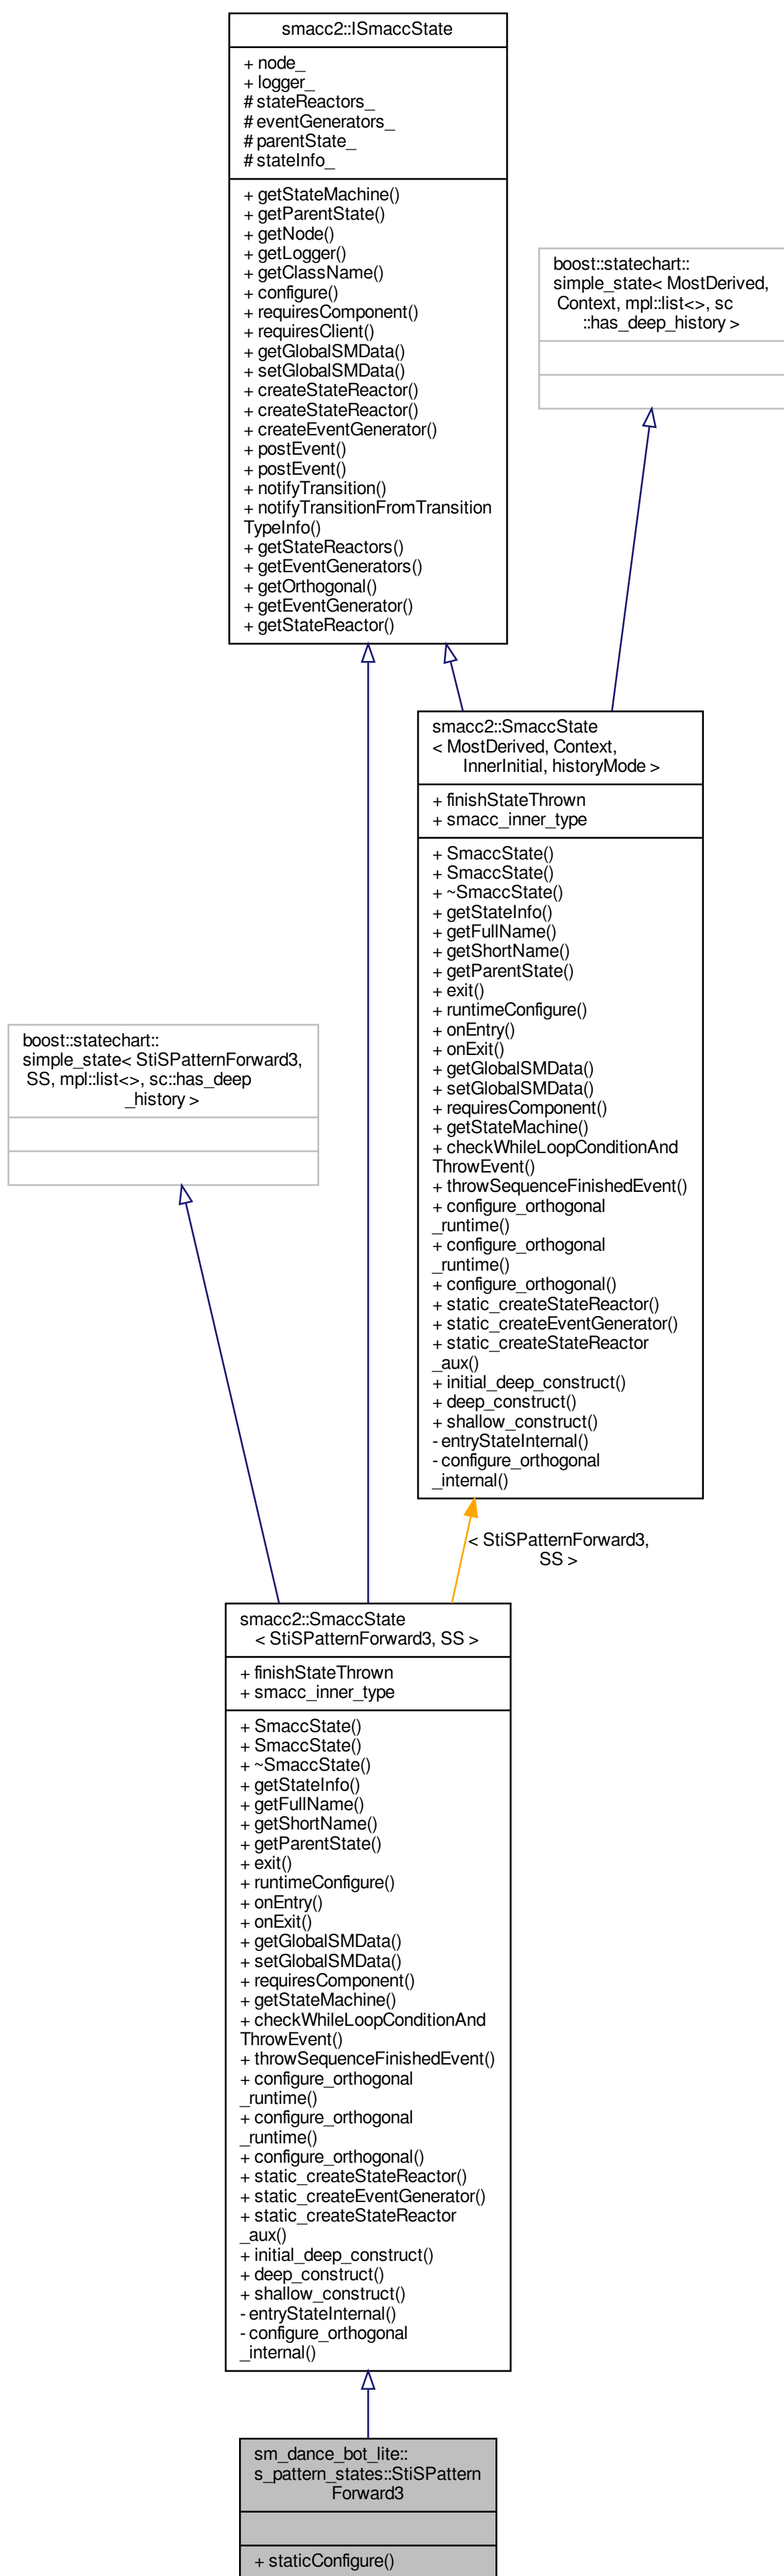 smacc2::ISmaccState
+ node_
+ logger_
# stateReactors_
# eventGenerators_
# parentState_
# stateInfo_
+ getStateMachine()
+ getParentState()
+ getNode()
+ getLogger()
+ getClassName()
+ configure()
+ requiresComponent()
+ requiresClient()
+ getGlobalSMData()
+ setGlobalSMData()
+ createStateReactor()
+ createStateReactor()
+ createEventGenerator()
+ postEvent()
+ postEvent()
+ notifyTransition()
+ notifyTransitionFromTransition
TypeInfo()
+ getStateReactors()
+ getEventGenerators()
+ getOrthogonal()
+ getEventGenerator()
+ getStateReactor()
boost::statechart::
simple_state< MostDerived,
Context, mpl::list<>, sc
::has_deep_history >
smacc2::SmaccState
< MostDerived, Context,
InnerInitial, historyMode >
+ finishStateThrown
+ smacc_inner_type
+ SmaccState()
+ SmaccState()
+ ~SmaccState()
+ getStateInfo()
+ getFullName()
+ getShortName()
+ getParentState()
+ exit()
+ runtimeConfigure()
+ onEntry()
+ onExit()
+ getGlobalSMData()
+ setGlobalSMData()
+ requiresComponent()
+ getStateMachine()
+ checkWhileLoopConditionAnd
ThrowEvent()
+ throwSequenceFinishedEvent()
+ configure_orthogonal
_runtime()
+ configure_orthogonal
_runtime()
+ configure_orthogonal()
+ static_createStateReactor()
+ static_createEventGenerator()
+ static_createStateReactor
_aux()
+ initial_deep_construct()
+ deep_construct()
+ shallow_construct()
- entryStateInternal()
- configure_orthogonal
_internal()
boost::statechart::
simple_state< StiSPatternForward3,
SS, mpl::list<>, sc::has_deep
_history >
< StiSPatternForward3,
SS >
smacc2::SmaccState
< StiSPatternForward3, SS >
+ finishStateThrown
+ smacc_inner_type
+ SmaccState()
+ SmaccState()
+ ~SmaccState()
+ getStateInfo()
+ getFullName()
+ getShortName()
+ getParentState()
+ exit()
+ runtimeConfigure()
+ onEntry()
+ onExit()
+ getGlobalSMData()
+ setGlobalSMData()
+ requiresComponent()
+ getStateMachine()
+ checkWhileLoopConditionAnd
ThrowEvent()
+ throwSequenceFinishedEvent()
+ configure_orthogonal
_runtime()
+ configure_orthogonal
_runtime()
+ configure_orthogonal()
+ static_createStateReactor()
+ static_createEventGenerator()
+ static_createStateReactor
_aux()
+ initial_deep_construct()
+ deep_construct()
+ shallow_construct()
- entryStateInternal()
- configure_orthogonal
_internal()
sm_dance_bot_lite::
s_pattern_states::StiSPattern
Forward3
+ staticConfigure()